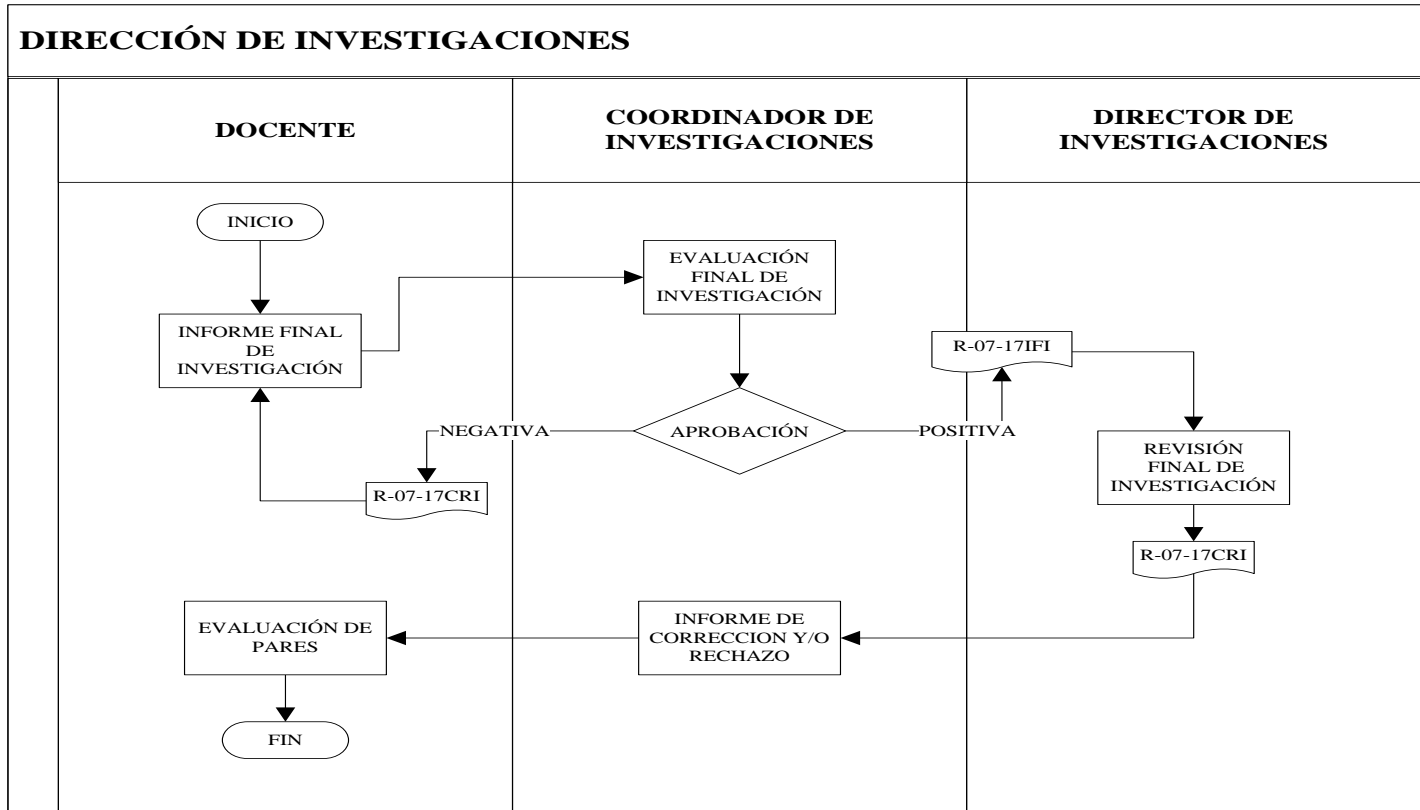 DIRECCIÓN DE INVESTIGACIONES
DOCENTE
COORDINADOR DE
INVESTIGACIONES
DIRECTOR DE
INVESTIGACIONES
INICIO
INFORME FINAL
DE
INVESTIGACIÓN
EVALUACIÓN
FINAL DE
INVESTIGACIÓN
APROBACIÓN
NEGATIVA
R-07-17CRI
POSITIVA
R-07-17IFI
REVISIÓN
FINAL DE
INVESTIGACIÓN
R-07-17CRI
INFORME DE
CORRECCION Y/O
RECHAZO
EVALUACIÓN DE
PARES
FIN